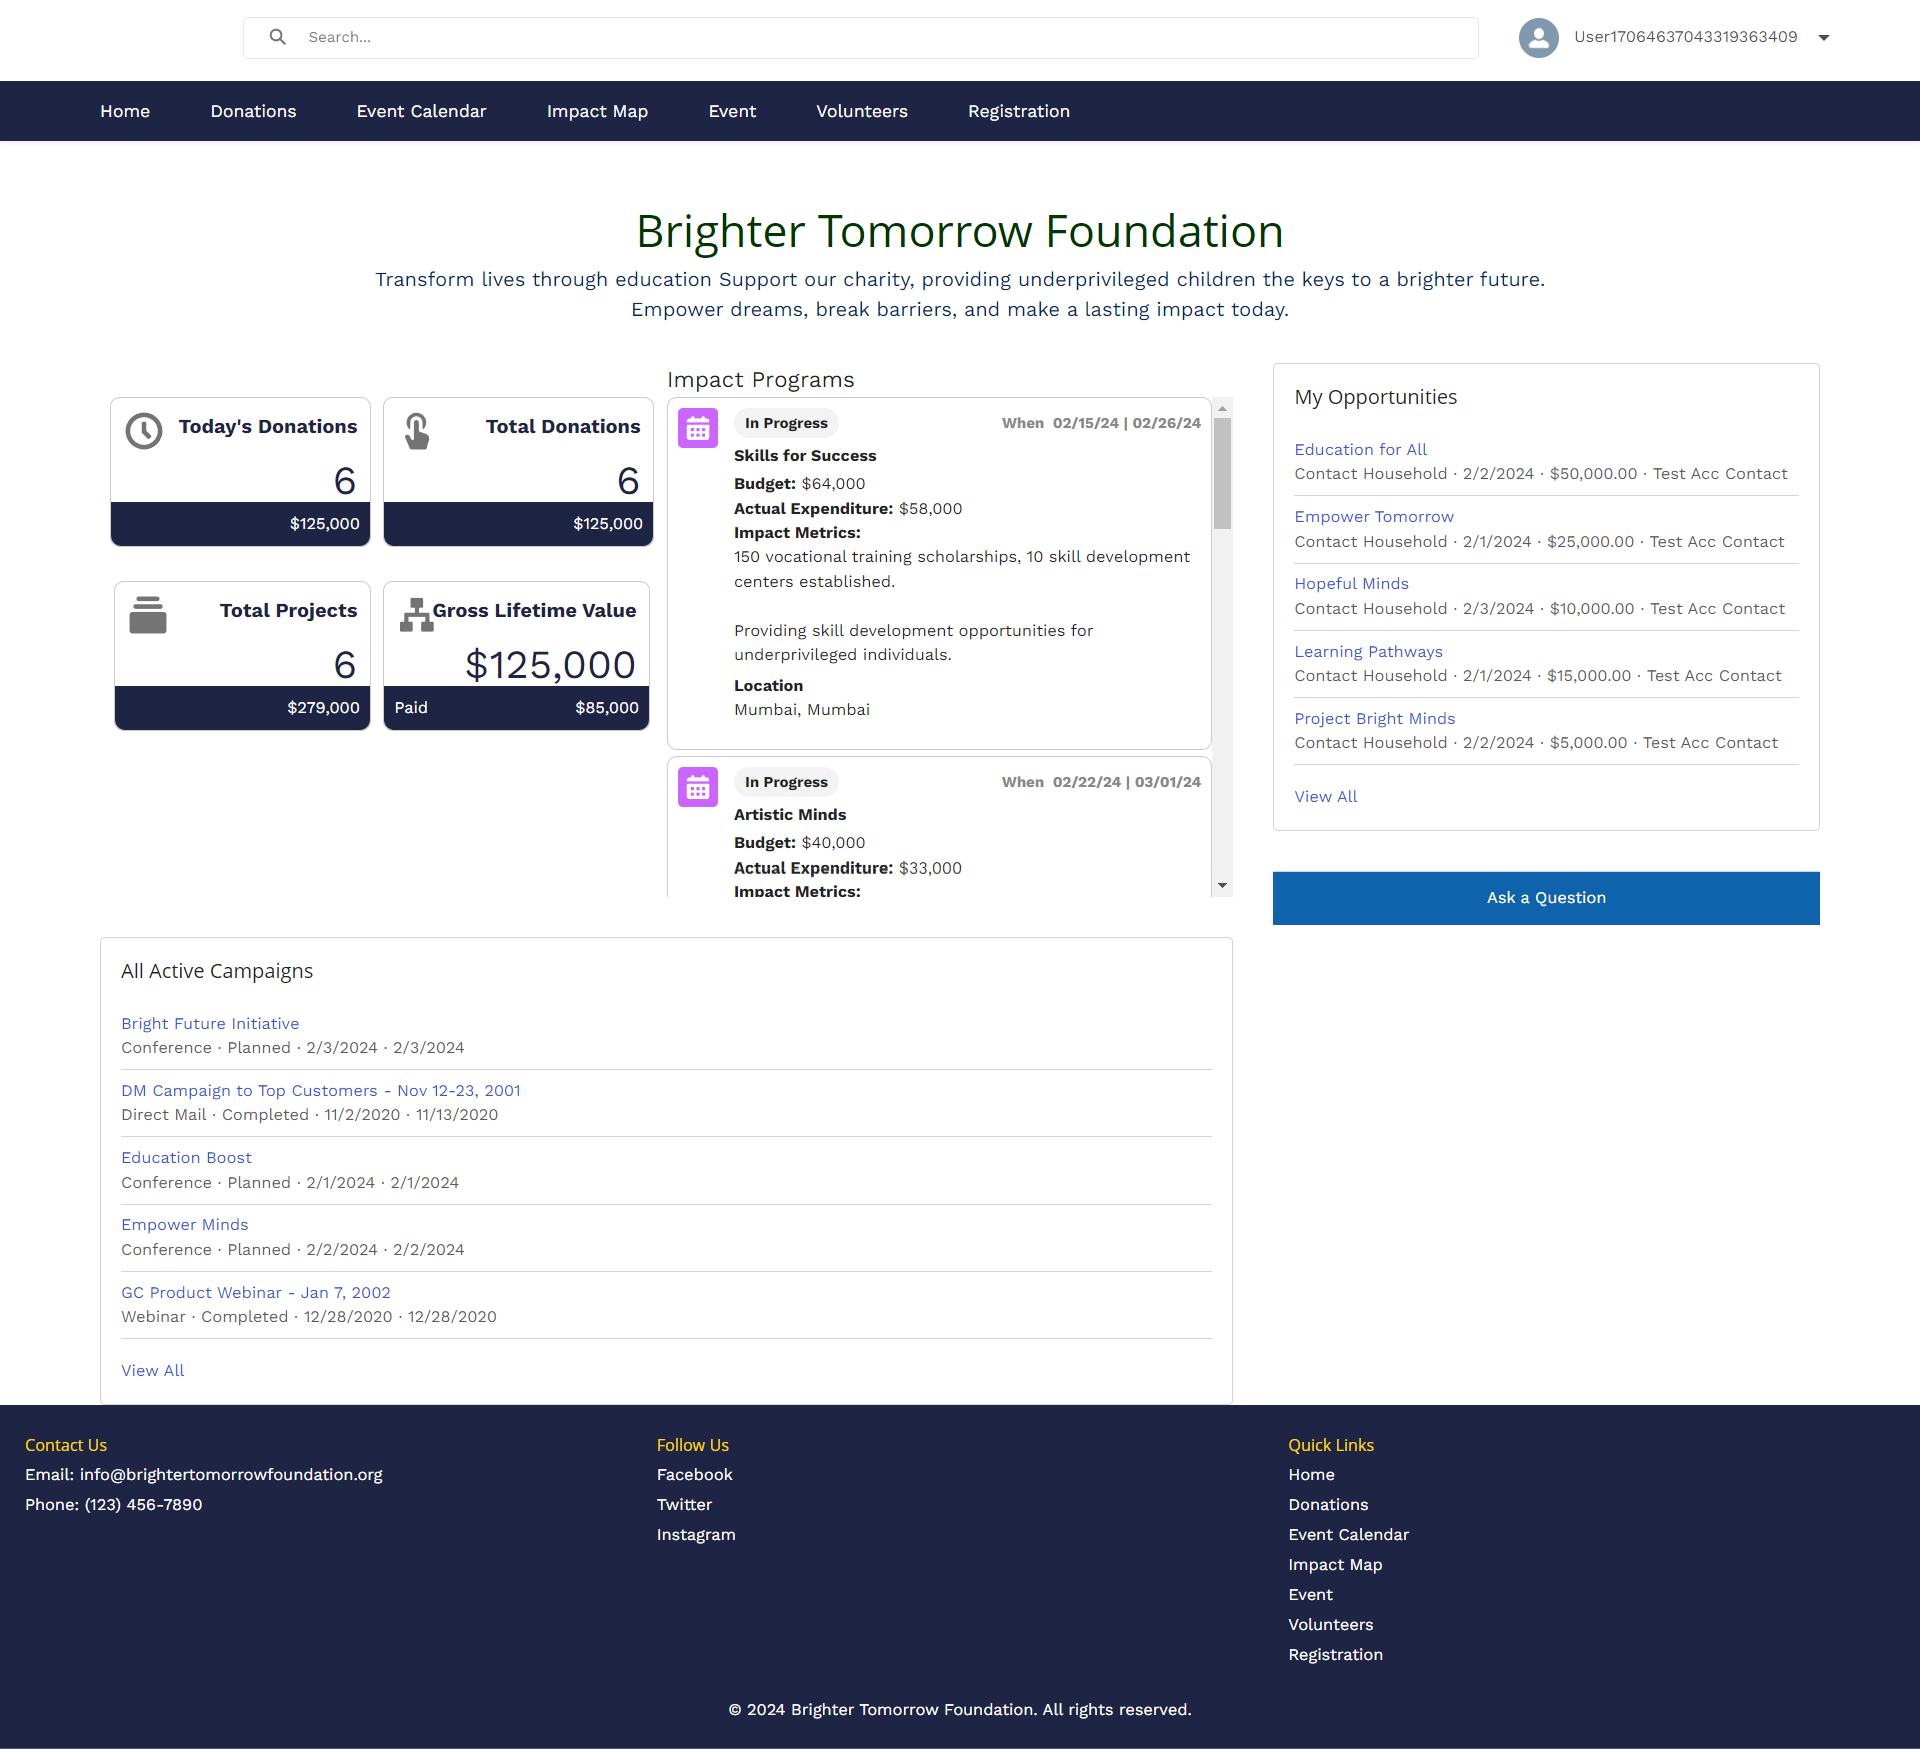 Search...
User17064637043319363409
Home
Donations
Event Calendar
Impact Map
Event
Volunteers
Registration
Brighter Tomorrow Foundation
Transform lives through education Support our charity, providing underprivileged children the keys to a brighter future.
Empower dreams, break barriers, and make a lasting impact today.
Today's Donations
6
$125,000
Total Donations
6
$125,000
Total Projects
6
$279,000
Gross Lifetime Value
$125,000
Paid $85,000
Impact Programs
In Progress When 02/15/24 | 02/26/24
Skills for Success
Budget: $64,000
Actual Expenditure: $58,000
Impact Metrics:
150 vocational training scholarships, 10 skill development
centers established.
Providing skill development opportunities for
underprivileged individuals.
Location
Mumbai, Mumbai
In Progress When 02/22/24 | 03/01/24
Artistic Minds
Budget: $40,000
Actual Expenditure: $33,000
Impact Metrics:
My Opportunities
Education for All
Contact Household · 2/2/2024 · $50,000.00 · Test Acc Contact
Empower Tomorrow
Contact Household · 2/1/2024 · $25,000.00 · Test Acc Contact
Hopeful Minds
Contact Household · 2/3/2024 · $10,000.00 · Test Acc Contact
Learning Pathways
Contact Household · 2/1/2024 · $15,000.00 · Test Acc Contact
Project Bright Minds
Contact Household · 2/2/2024 · $5,000.00 · Test Acc Contact
View All
Ask a Question
All Active Campaigns
Bright Future Initiative
Conference · Planned · 2/3/2024 · 2/3/2024
DM Campaign to Top Customers - Nov 12-23, 2001
Direct Mail · Completed · 11/2/2020 · 11/13/2020
Education Boost
Conference · Planned · 2/1/2024 · 2/1/2024
Empower Minds
Conference · Planned · 2/2/2024 · 2/2/2024
GC Product Webinar - Jan 7, 2002
Webinar · Completed · 12/28/2020 · 12/28/2020
View All
Contact Us
Email: info@brightertomorrowfoundation.org
Phone: (123) 456-7890
Follow Us
Facebook
Twitter
Instagram
Quick Links
Home
Donations
Event Calendar
Impact Map
Event
Volunteers
Registration
© 2024 Brighter Tomorrow Foundation. All rights reserved.